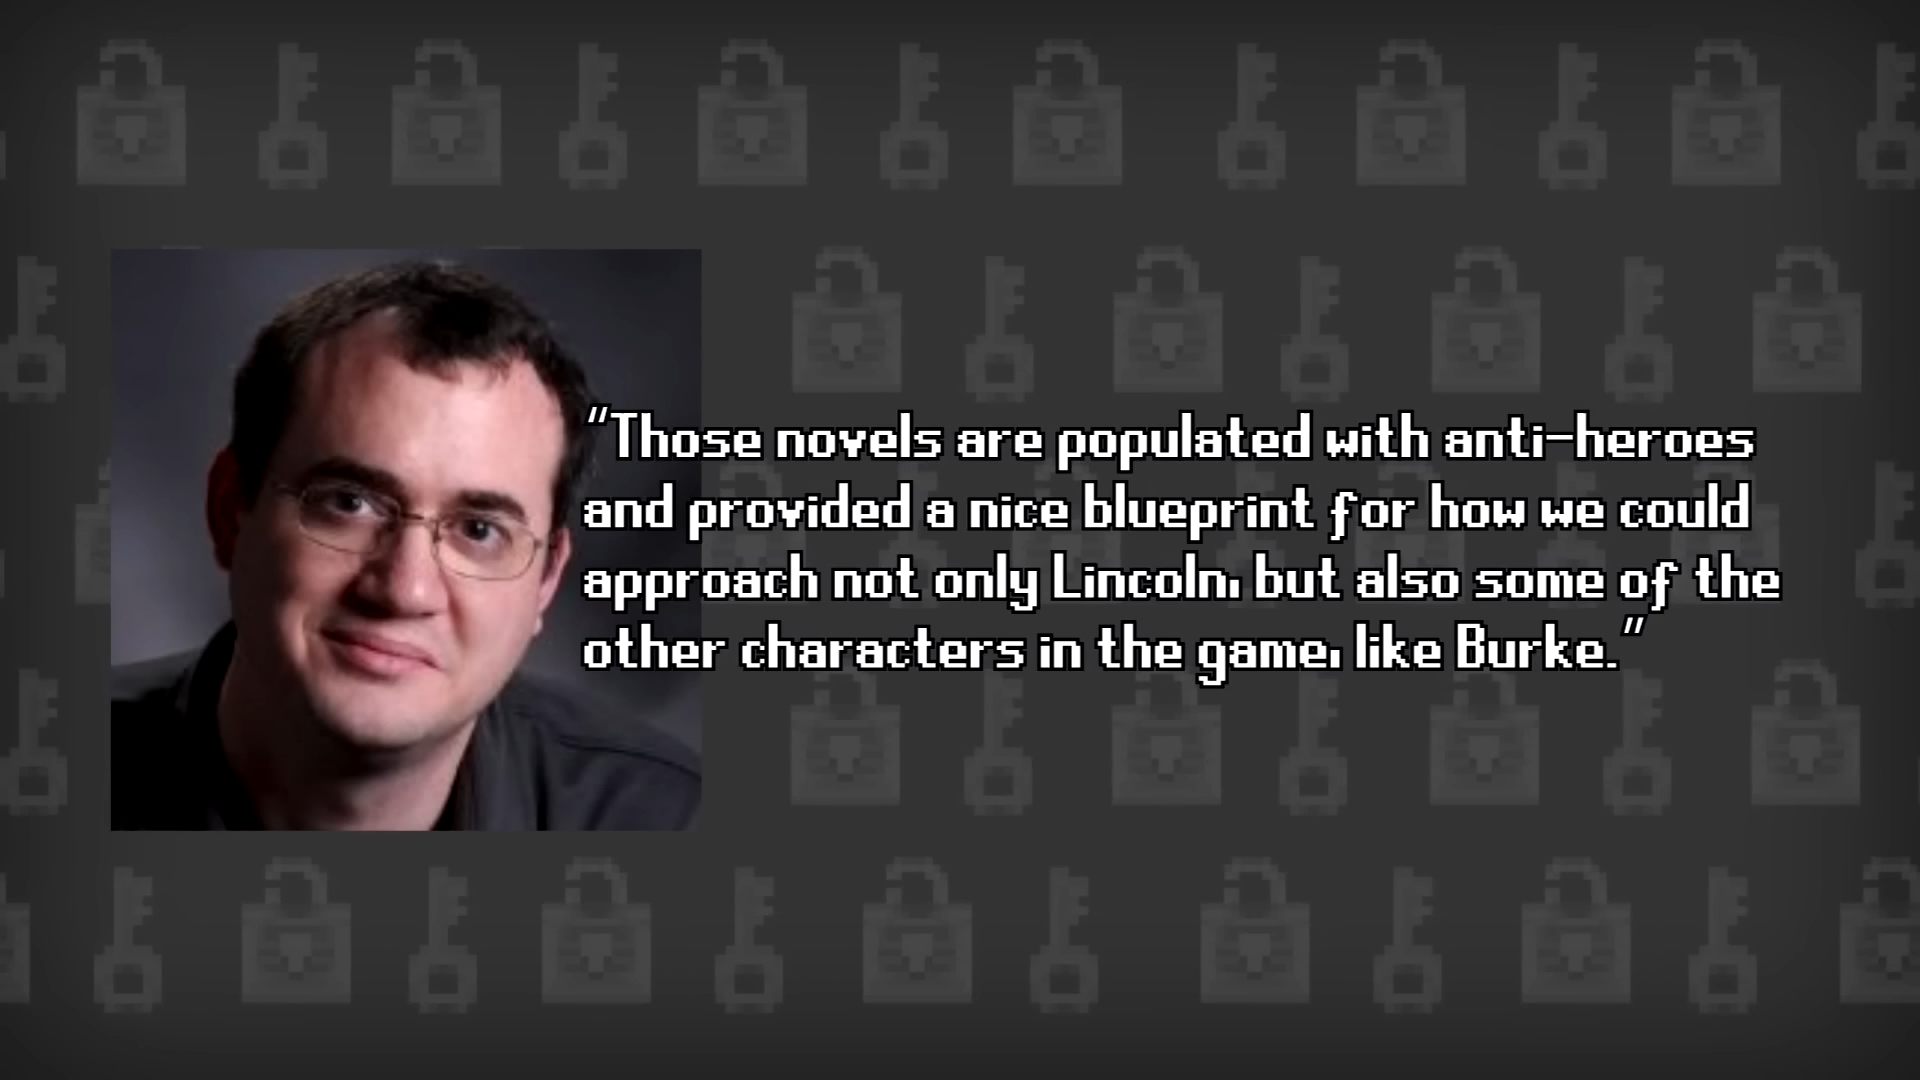 “Those novels are populated with anti-heroes
and provided a nice blueprint for how we could
approach not only Lincoln, but also some of the
other characters in the game, like Burke.”